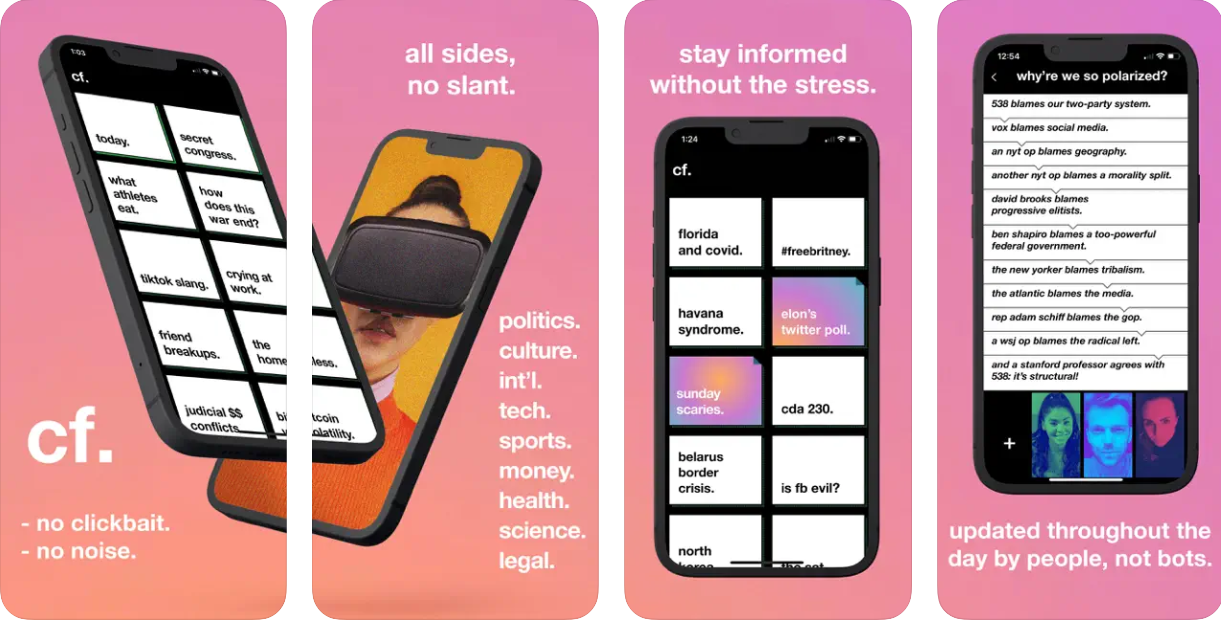 1:03
cf.
today.
secret
congress.
what
athletes
eat.
how
does this
war end?
tiktok slang.
crying at
work.
friend
breakups.
the
home
judicial $$
conflicts
cf.
- no clickbait.
- no noise.
all sides,
no slant.
less.
tcoin
olatility.
politics.
culture.
int'l.
tech.
sports.
money.
health.
science.
legal.
stay informed
without the stress.
1:24
cf.
florida
and covid.
#freebritney.
havana
syndrome.
elon's
twitter poll.
sunday
scaries.
cda 230.
belarus
border
crisis.
is fb evil?
north
korea
the cat
12:54
why're we so polarized?
538 blames our two-party system.
vox blames social media.
an nyt op blames geography.
another nyt op blames a morality split.
david brooks blames
progressive elitists.
ben shapiro blames a too-powerful
federal government.
the new yorker blames tribalism.
the atlantic blames the media.
rep adam schiff blames the gop.
a wsj op blames the radical left.
and a stanford professor agrees with
538: it's structural!
+
updated throughout the
day by people, not bots.